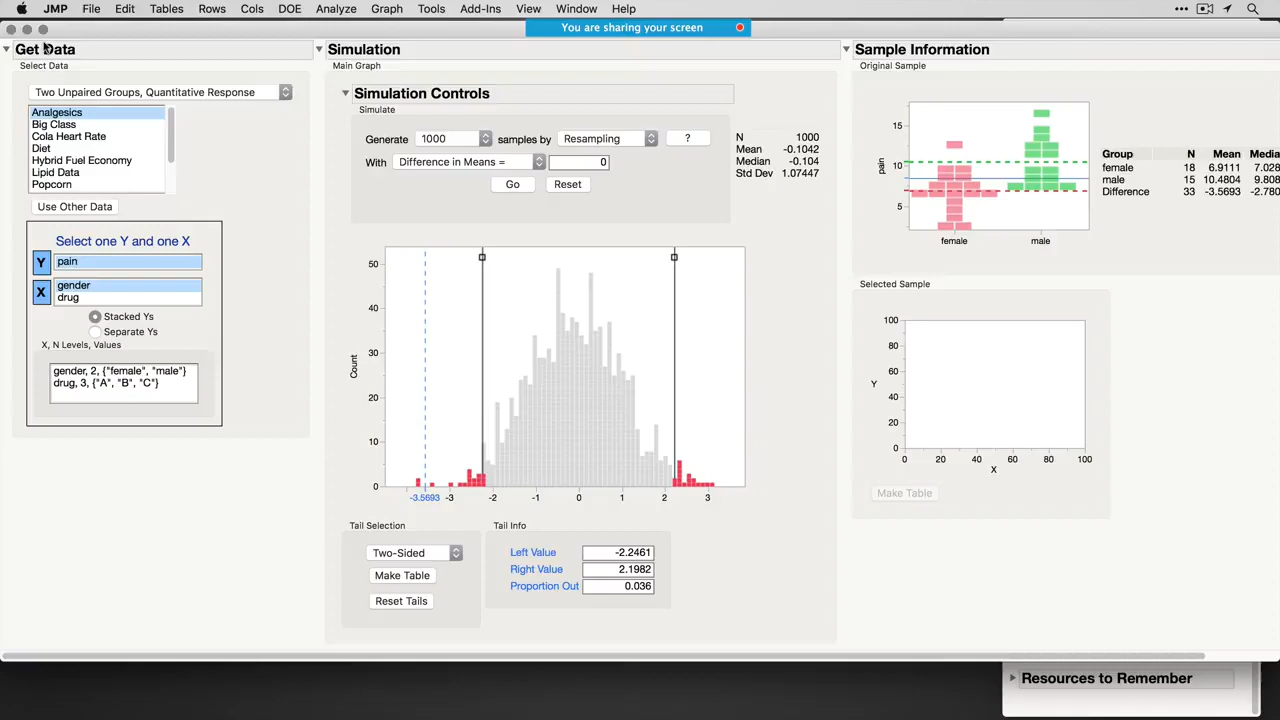 JMP File Edit Tables Rows Cols DOE Analyze Graph Tools Add-Ins View Window Help
You are sharing your screen
Get Data
Select Data
Two Unpaired Groups, Quantitative Response
Analgesics
Big Class
Cola Heart Rate
Diet
Hybrid Fuel Economy
Lipid Data
Popcorn
Use Other Data
Select one Y and one X
Y pain
X gender
drug
Stacked Ys
Separate Ys
X, N Levels, Values
gender, 2, {"female", "male"}
drug, 3, {"A", "B", "C"}
Simulation
Main Graph
Simulation Controls
Simulate
Generate 1000 samples by Resampling ?
With Difference in Means = 0
Go Reset
N 1000
Mean -0.1042
Median -0.104
Std Dev 1.07447
Count
50
40
30
20
10
0
-3.5693 -3 -2 -1 0 1 2 3
Tail Selection
Two-Sided
Make Table
Reset Tails
Tail Info
Left Value -2.2461
Right Value 2.1982
Proportion Out 0.036
Sample Information
Original Sample
pain
15
10
5
female male
Group N Mean Media
female 18 6.9111 7.028
male 15 10.4804 9.808
Difference 33 -3.5693 -2.780
Selected Sample
Y
100
80
60
40
20
0
0 20 40 60 80 100
X
Make Table
Resources to Remember